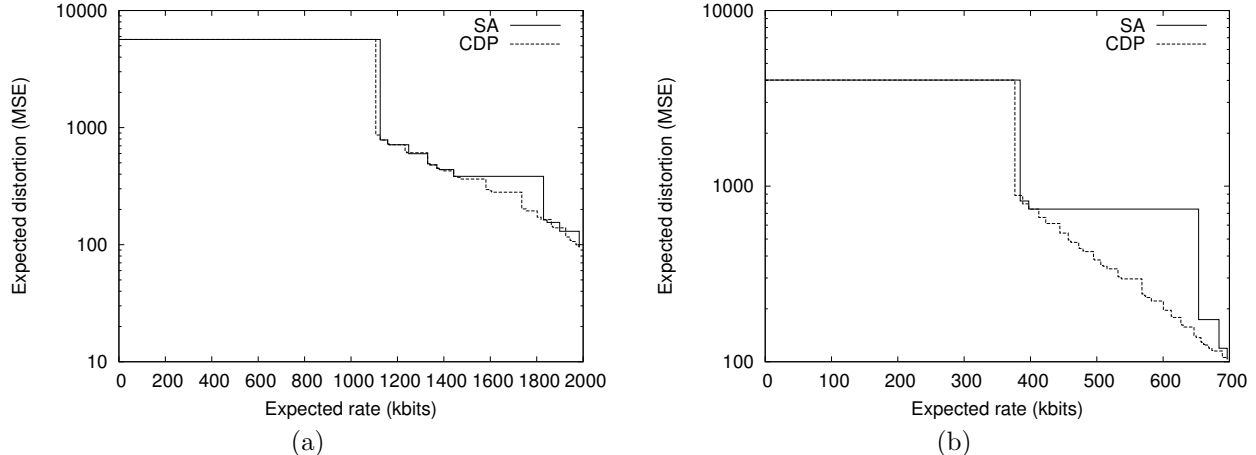 10000
1000
100
10
0 200 400 600 800 1000 1200 1400 1600 1800 2000
Expected distortion (MSE)
Expected rate (kbits)
SA
CDP
(a)
10000
1000
100
0 100 200 300 400 500 600 700
Expected distortion (MSE)
Expected rate (kbits)
SA
CDP
(b)